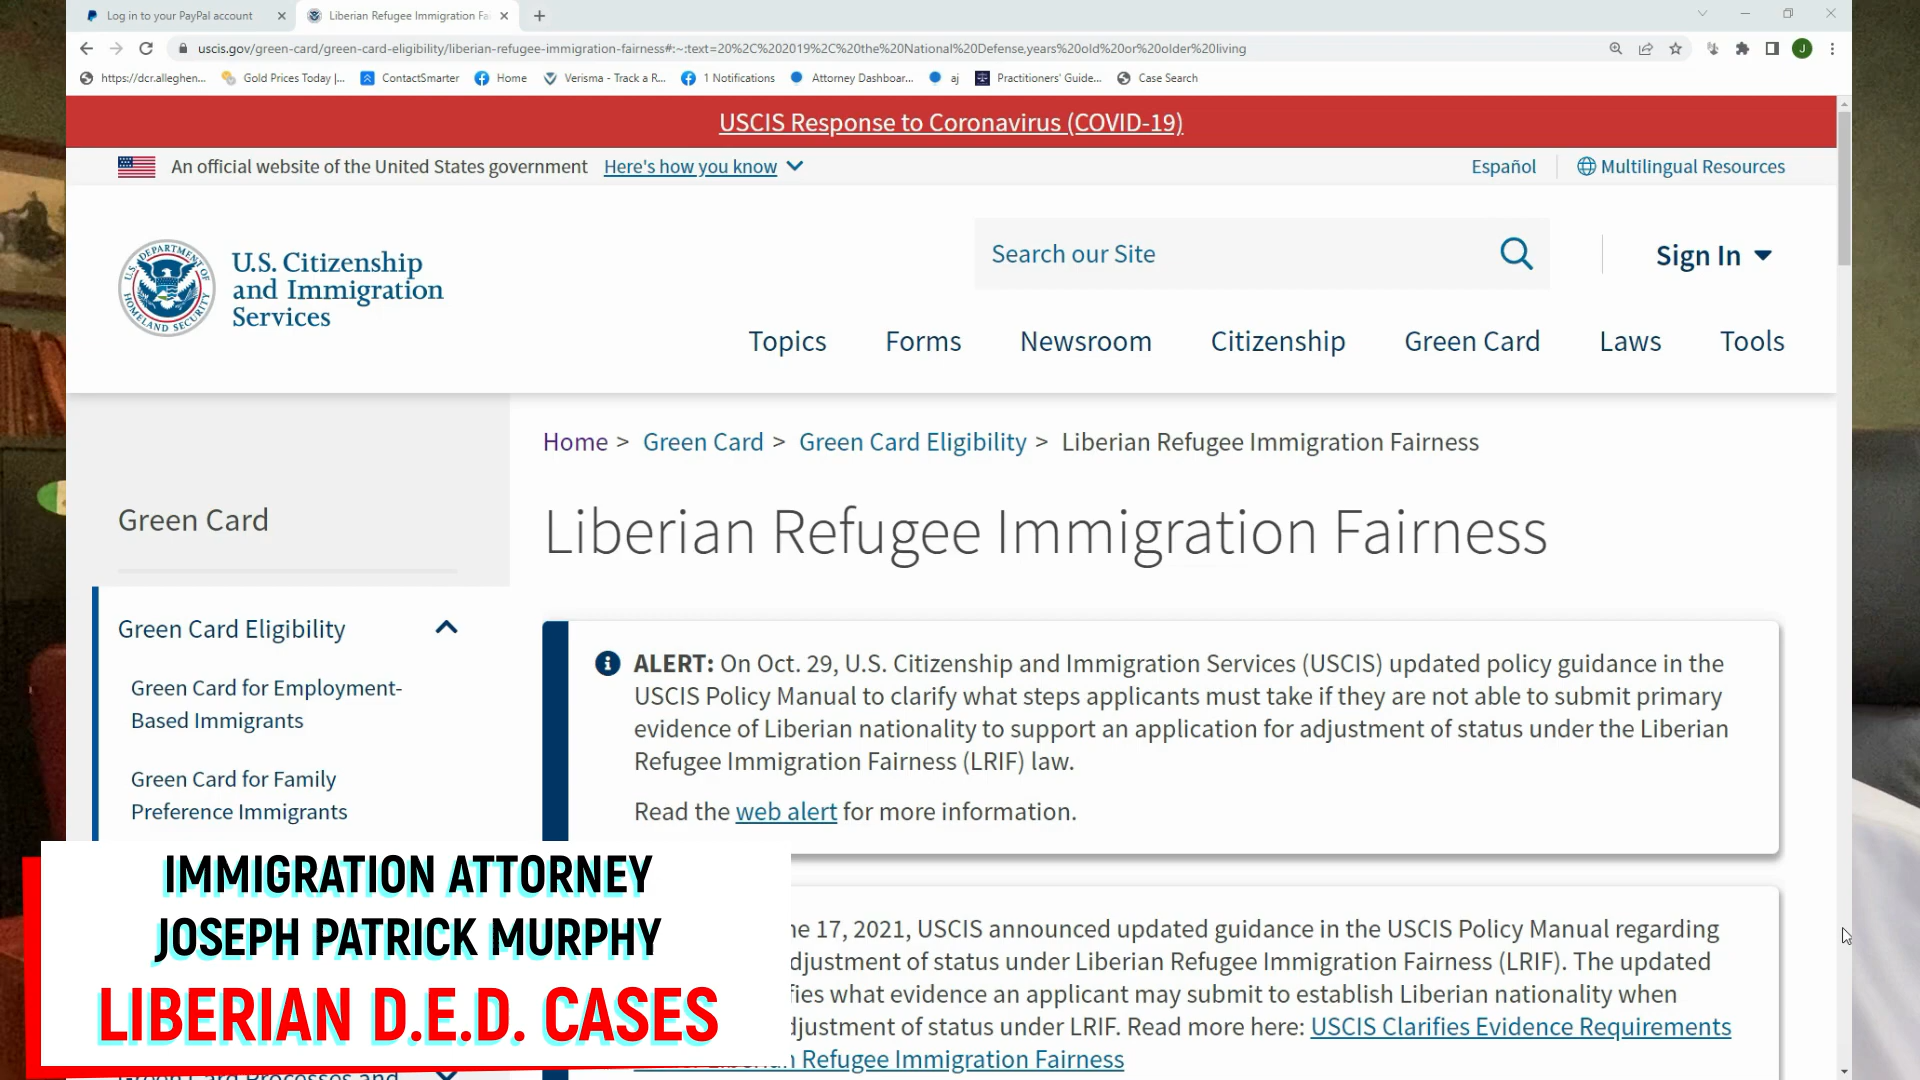 Log in to your PayPal account
Liberian Refugee Immigration Fa
uscis.gov/green-card/green-card-eligibility/liberian-refugee-immigration-fairness#:~:text=20%2C%202019%2C%20the%20National%20Defense,years%20old%20or%20older%20living
J
https://dcr.alleghen...
Gold Prices Today |...
ContactSmarter
Home
Verisma - Track a R...
1 Notifications
Attorney Dashboar...
aj
Practitioners' Guide...
Case Search
USCIS Response to Coronavirus (COVID-19)
An official website of the United States government
Here's how you know
Español
Multilingual Resources
U.S. DEPARTMENT OF HOMELAND SECURITY
U.S. Citizenship
and Immigration
Services
Search our Site
Sign In
Topics
Forms
Newsroom
Citizenship
Green Card
Laws
Tools
Home > Green Card > Green Card Eligibility > Liberian Refugee Immigration Fairness
Green Card
Green Card Eligibility
Green Card for Employment-
Based Immigrants
Green Card for Family
Preference Immigrants
Liberian Refugee Immigration Fairness
ALERT: On Oct. 29, U.S. Citizenship and Immigration Services (USCIS) updated policy guidance in the
USCIS Policy Manual to clarify what steps applicants must take if they are not able to submit primary
evidence of Liberian nationality to support an application for adjustment of status under the Liberian
Refugee Immigration Fairness (LRIF) law.
Read the web alert for more information.
ne 17, 2021, USCIS announced updated guidance in the USCIS Policy Manual regarding
djustment of status under Liberian Refugee Immigration Fairness (LRIF). The updated
fies what evidence an applicant may submit to establish Liberian nationality when
djustment of status under LRIF. Read more here: USCIS Clarifies Evidence Requirements
Refugee Immigration Fairness
IMMIGRATION ATTORNEY
JOSEPH PATRICK MURPHY
LIBERIAN D.E.D. CASES
Green Card Processes and